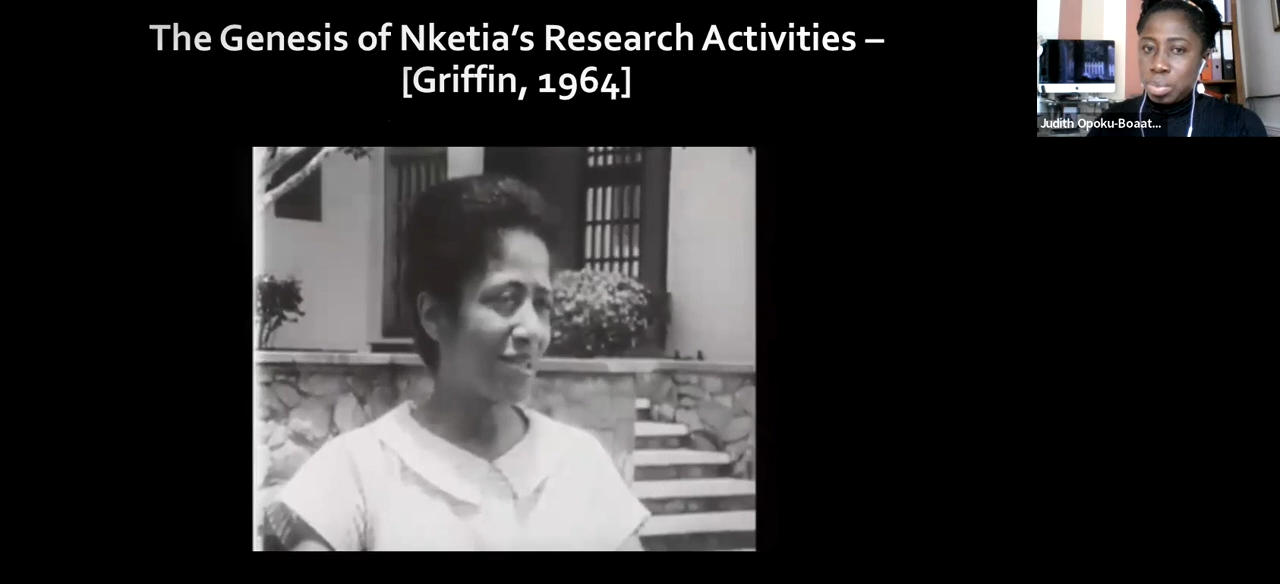 The Genesis of Nketia’s Research Activities –
[Griffin, 1964]
Judith Opoku-Boaat...